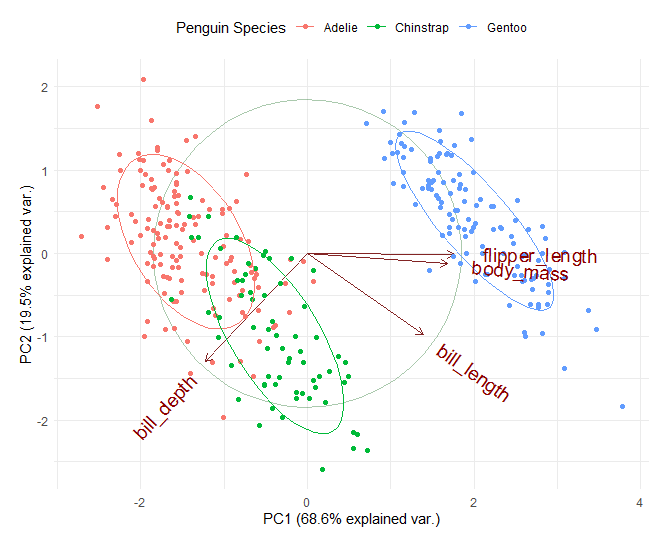 Penguin Species Adelie Chinstrap Gentoo
2
1
0
-1
-2
PC2 (19.5% explained var.)
flipper_length
body_mass
bill_length
bill_depth
-2 0 2 4
PC1 (68.6% explained var.)